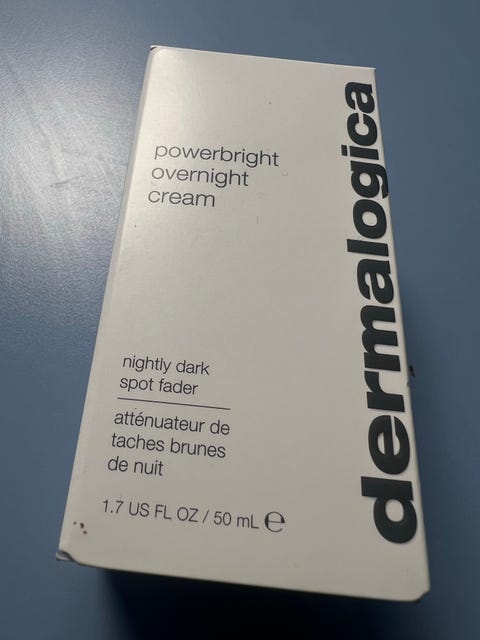 powerbright
overnight
cream
dermalogica
nightly dark
spot fader
atténuateur de
taches brunes
de nuit
1.7 US FL OZ / 50 mL ℮